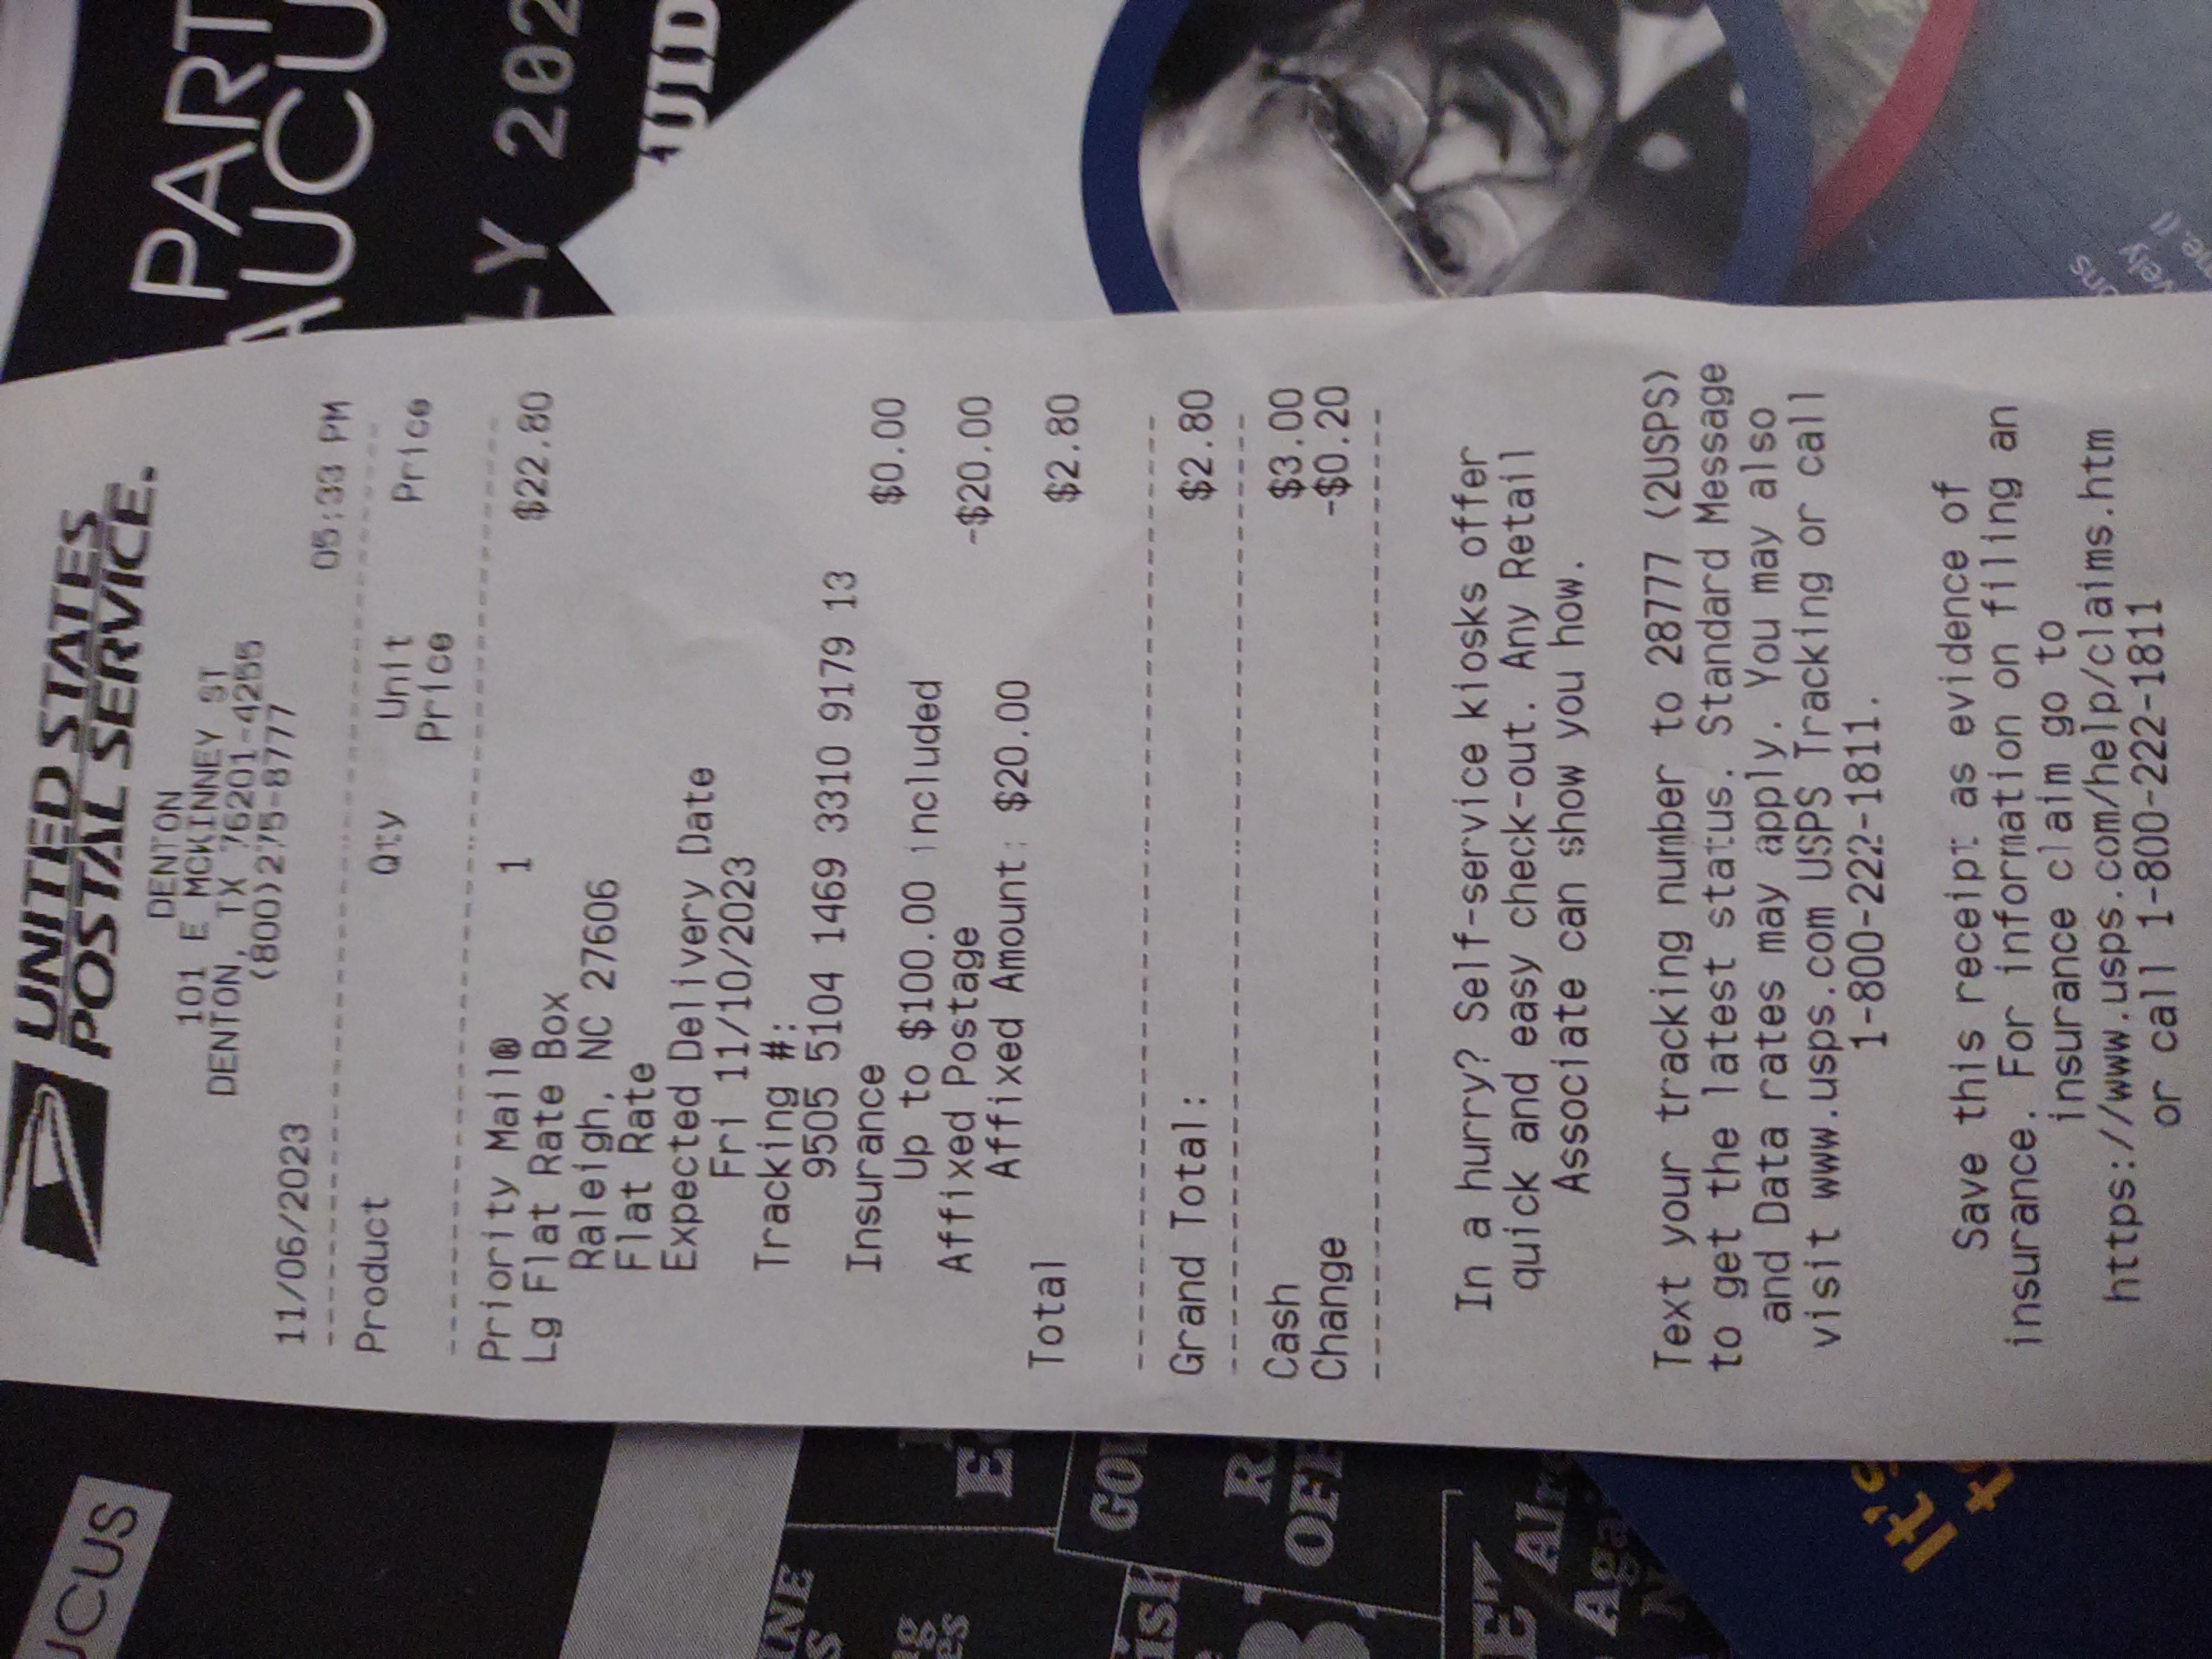 UNITED STATES
POSTAL SERVICE.
DENTON
101 E MCKINNEY ST
DENTON, TX 76201-4255
(800)275-8777
11/06/2023 05:33 PM
Product Qty Unit Price
Price
Priority Mail® 1 $22.80
Lg Flat Rate Box
Raleigh, NC 27606
Flat Rate
Expected Delivery Date
Fri 11/10/2023
Tracking #:
9505 5104 1469 3310 9179 13
Insurance $0.00
Up to $100.00 included
Affixed Postage -$20.00
Affixed Amount: $20.00
Total $2.80
Grand Total: $2.80
Cash $3.00
Change -$0.20
In a hurry? Self-service kiosks offer
quick and easy check-out. Any Retail
Associate can show you how.
Text your tracking number to 28777 (2USPS)
to get the latest status. Standard Message
and Data rates may apply. You may also
visit www.usps.com USPS Tracking or call
1-800-222-1811.
Save this receipt as evidence of
insurance. For information on filing an
insurance claim go to
https://www.usps.com/help/claims.htm
or call 1-800-222-1811
PART
AUCU
-Y 202
UCUS
It's